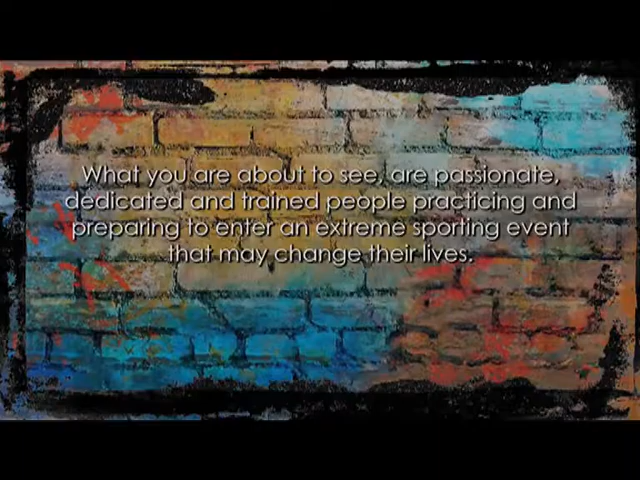 What you are about to see, are passionate,
dedicated and trained people practicing and
preparing to enter an extreme sporting event
that may change their lives.